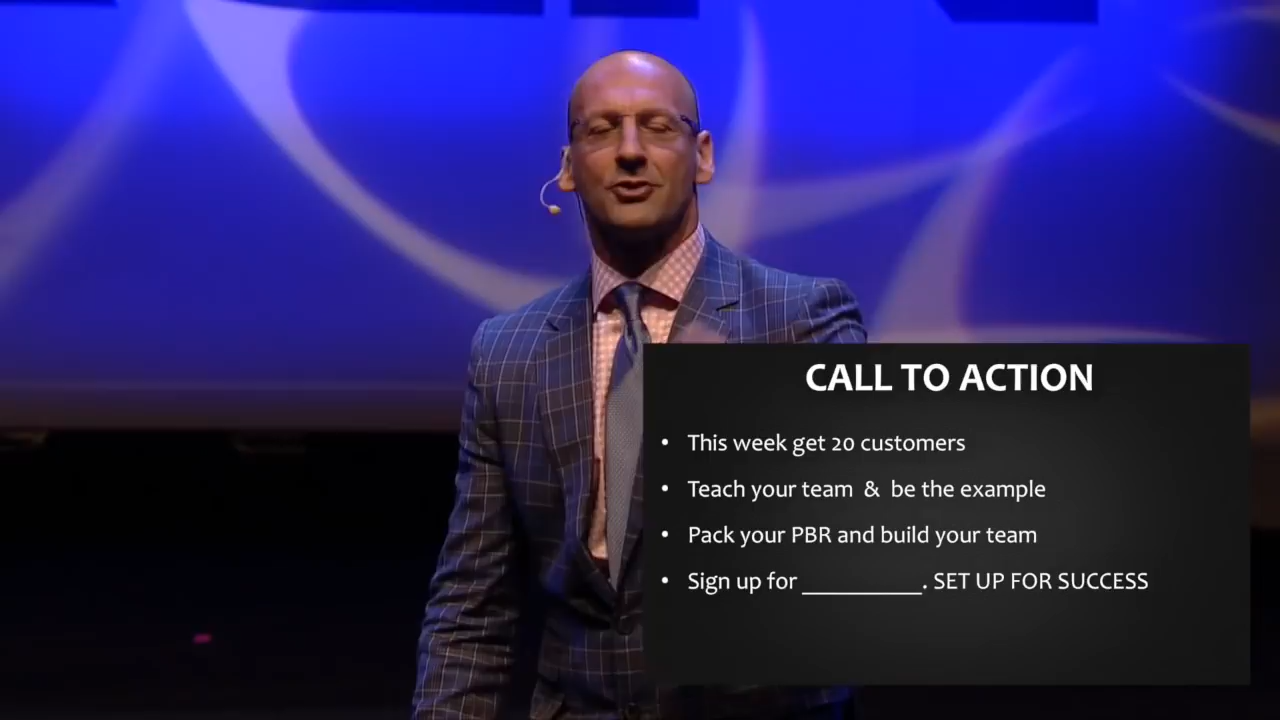 CALL TO ACTION
• This week get 20 customers
• Teach your team & be the example
• Pack your PBR and build your team
• Sign up for __________. SET UP FOR SUCCESS